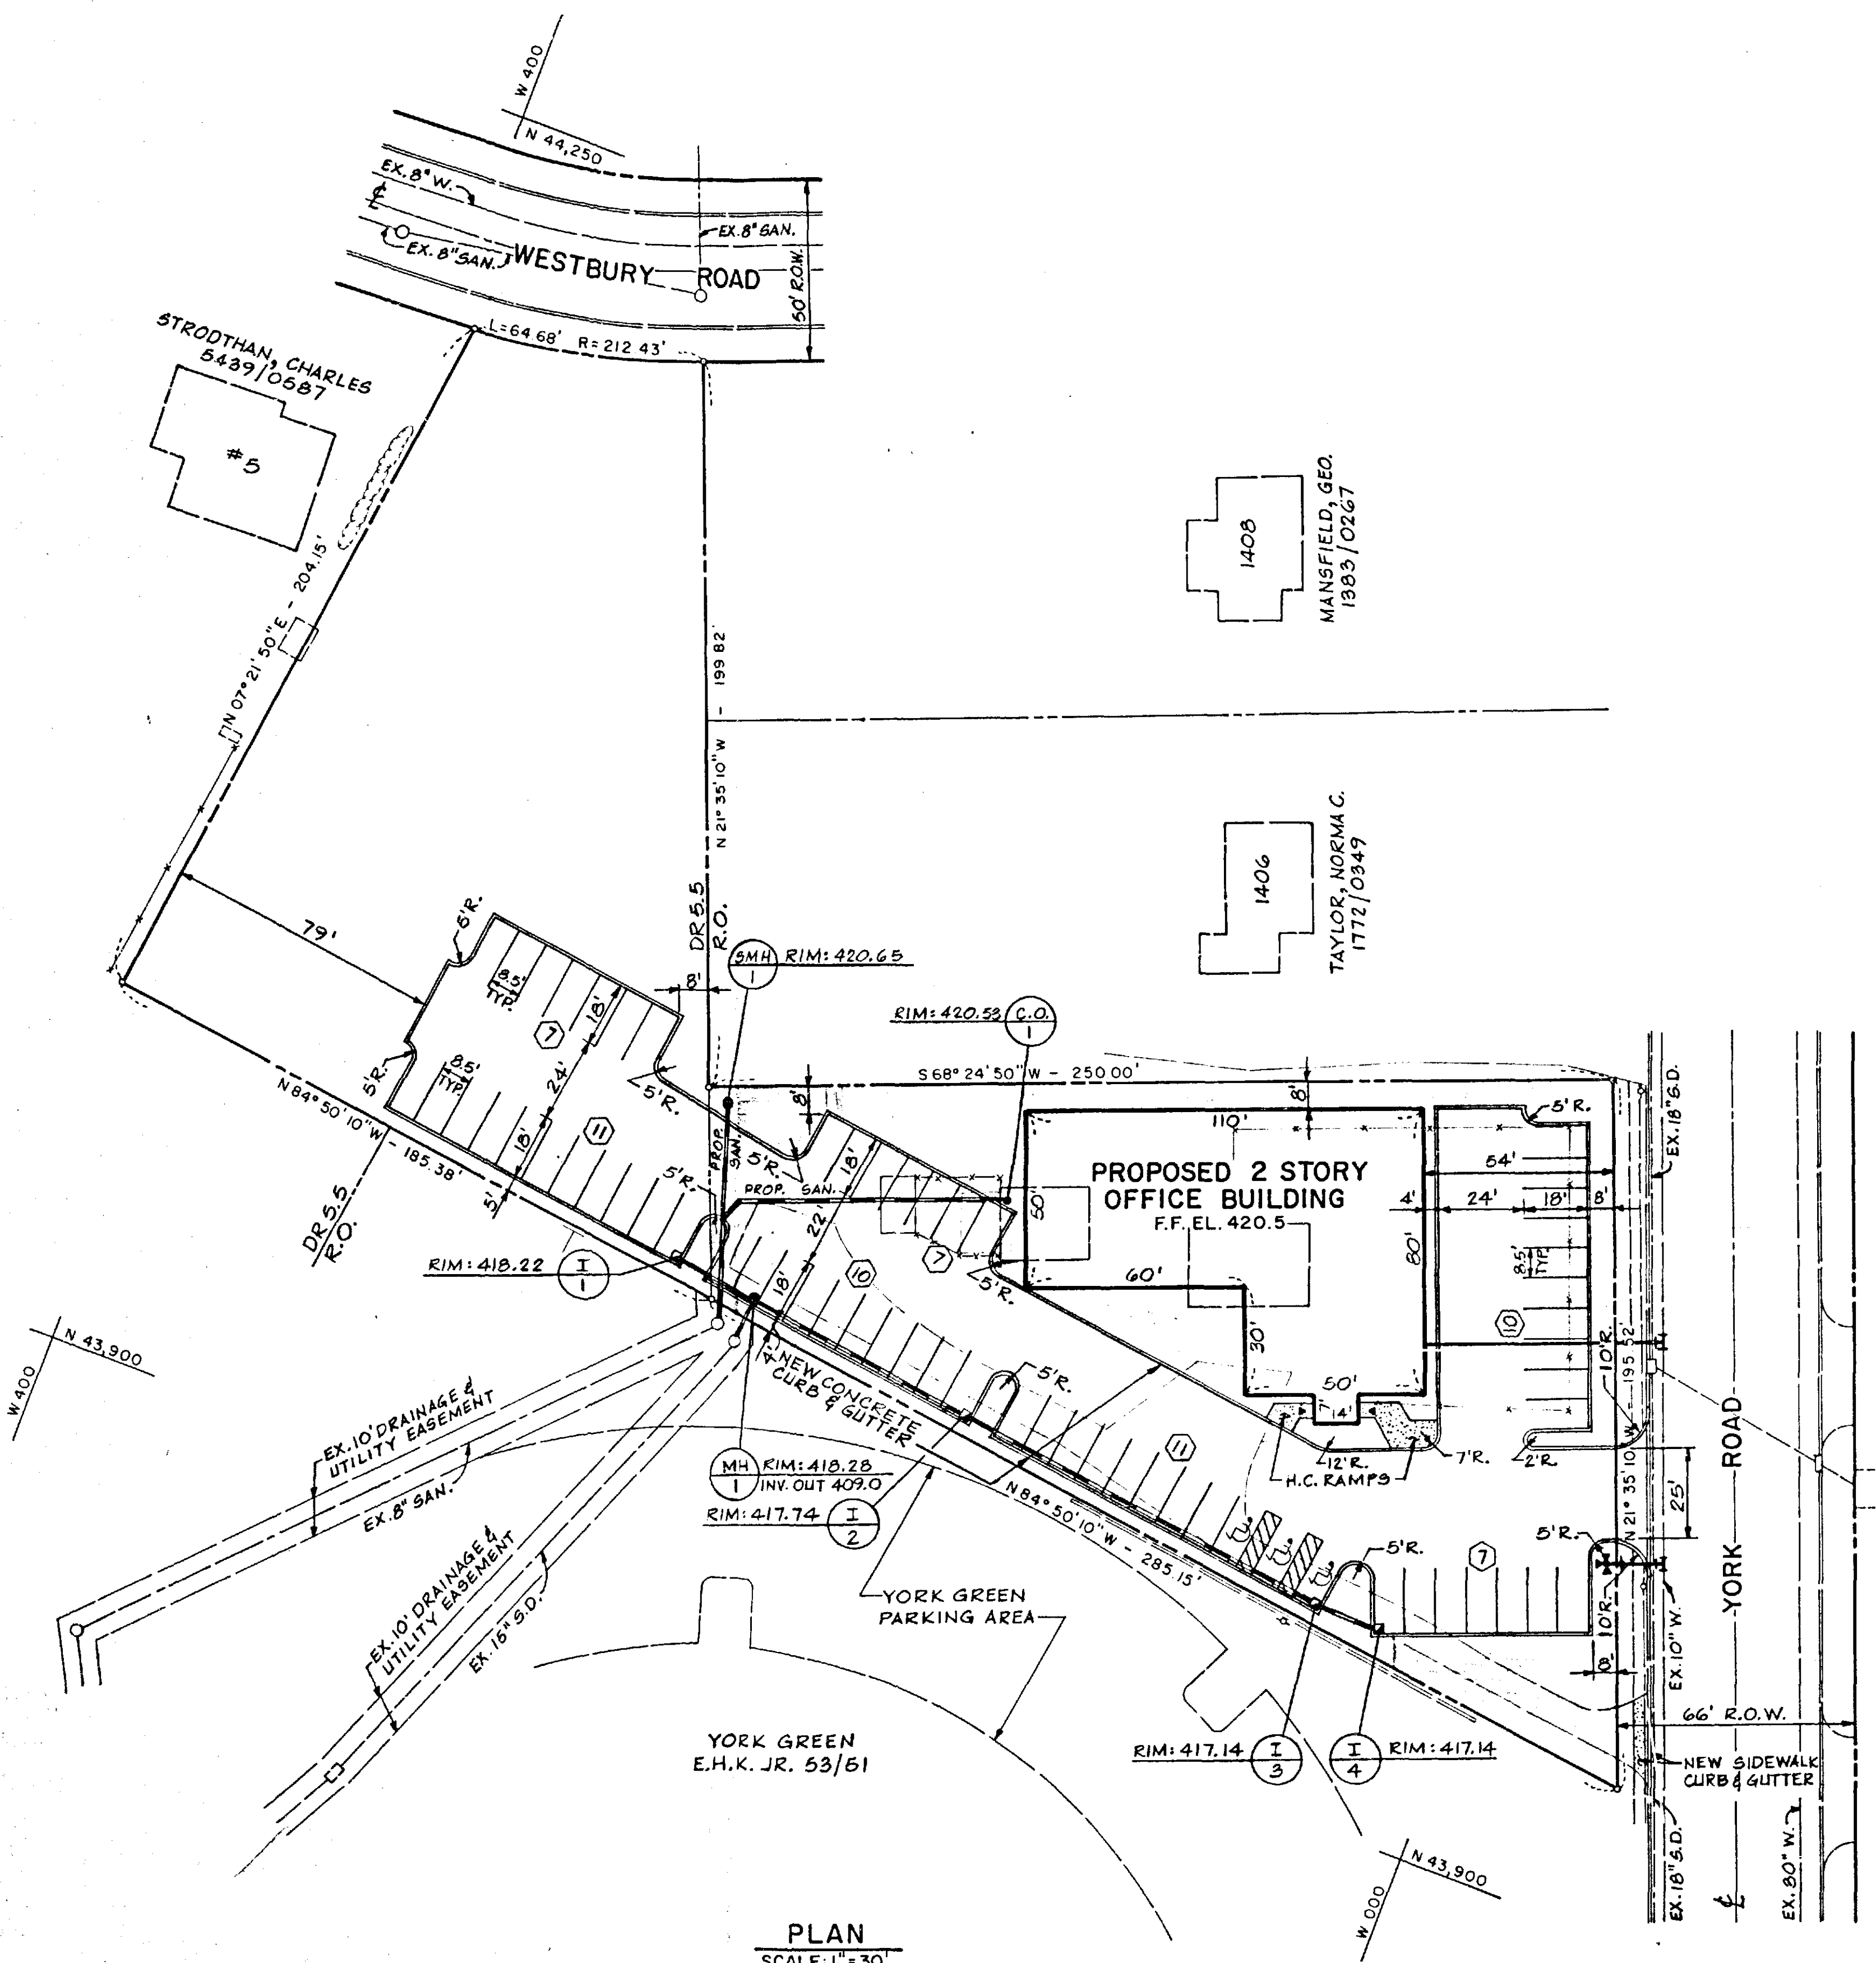 W 400
N 44,250
EX. 8" W.
℄
EX. 8" SAN.
EX. 8" SAN.
WESTBURY ROAD
50' R.O.W.
L=64.68' R=212.43'
STRODTHAN, CHARLES
5439/0587
#5
N 07° 21' 50" E - 204.15'
1408
MANSFIELD, GEO.
1383/0267
N 21° 35' 10" W - 199.82'
1406
TAYLOR, NORMA C.
1772/0349
DR 5.5
R.O.
79'
5'R.
8.5'
TYP.
18'
7
8'
SMH
1
RIM: 420.65
RIM: 420.53
C.O.
1
24'
5'R.
8.5'
TYP.
18'
11
5'
5'R.
N 84° 50' 10" W - 185.38'
DR 5.5
R.O.
S 68° 24' 50" W - 250.00'
8'
8'
PROP.
SAN.
5'R.
5'R.
PROP. SAN.
18'
22'
18'
4'
10
7
5'R.
50'
110'
PROPOSED 2 STORY
OFFICE BUILDING
F.F. EL. 420.5
60'
30'
80'
50'
7'
14'
54'
4'
24'
18'
8'
5'R.
8.5'
TYP.
10
10'R.
N 21° 35' 10" W - 195.52'
EX. 18" S.D.
RIM: 418.22
I
1
N 43,900
W 400
NEW CONCRETE
CURB & GUTTER
5'R.
EX. 10' DRAINAGE &
UTILITY EASEMENT
EX. 8" SAN.
MH
1
RIM: 418.28
INV. OUT 409.0
RIM: 417.74
I
2
11
12'R.
H.C. RAMPS
7'R.
2'R.
25'
N 84° 50' 10" W - 285.15'
5'R.
7
5'R.
10'R.
8'
EX. 10" W.
YORK ROAD
EX. 10' DRAINAGE &
UTILITY EASEMENT
EX. 15" S.D.
YORK GREEN
PARKING AREA
YORK GREEN
E.H.K. JR. 53/61
RIM: 417.14
I
3
I
4
RIM: 417.14
66' R.O.W.
NEW SIDEWALK
CURB & GUTTER
EX. 18" S.D.
℄
EX. 30" W.
N 43,900
W 000
PLAN
SCALE: 1" = 30'